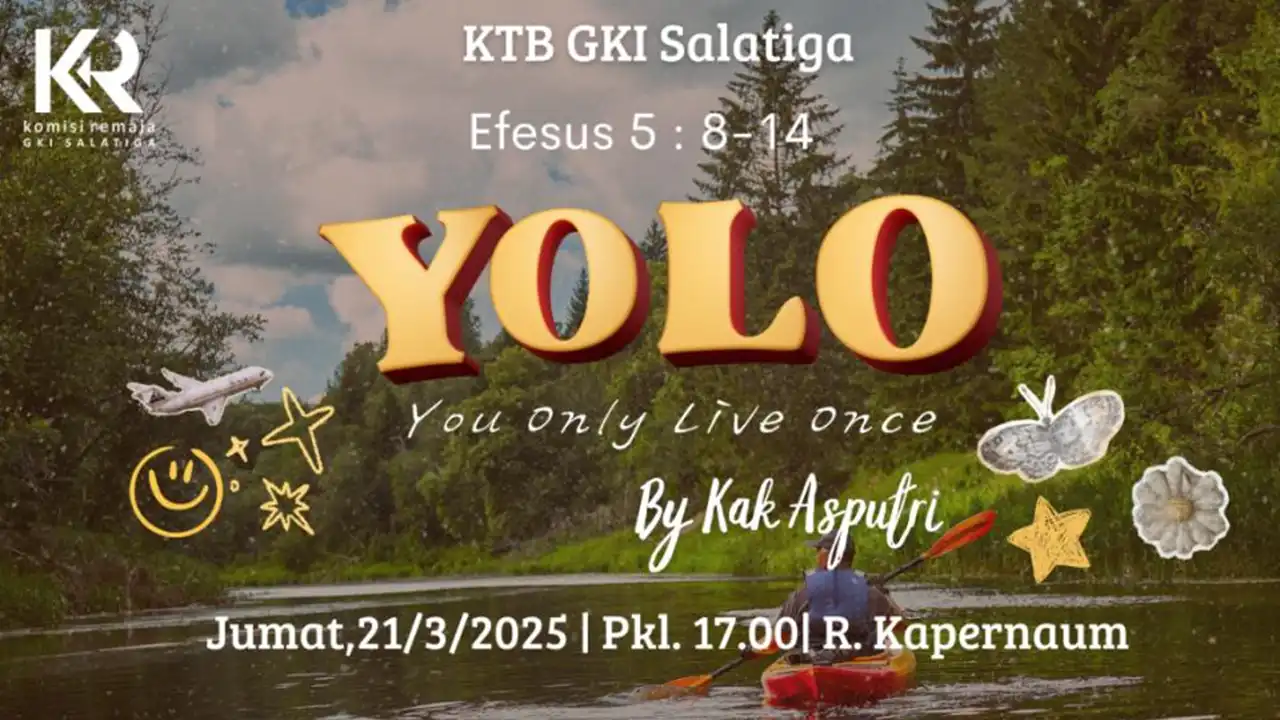 KR
komisi remaja
GKI SALATIGA
KTB GKI Salatiga
Efesus 5 : 8-14
YOLO
You Only Live Once
By Kak Asputri
Jumat,21/3/2025 | Pkl. 17.00| R. Kapernaum